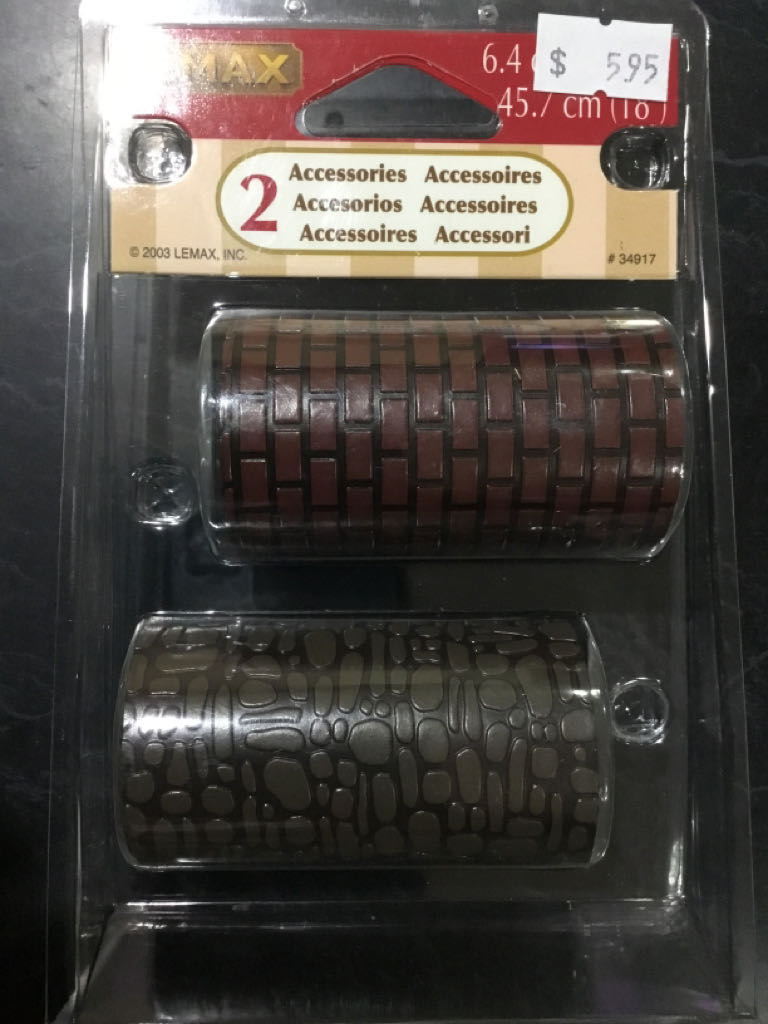 MAX
6.4
$ 5.95
45.7 cm (18
2
Accessories Accessoires
Accesorios Accessoires
Accessoires Accessori
© 2003 LEMAX, INC.
# 34917